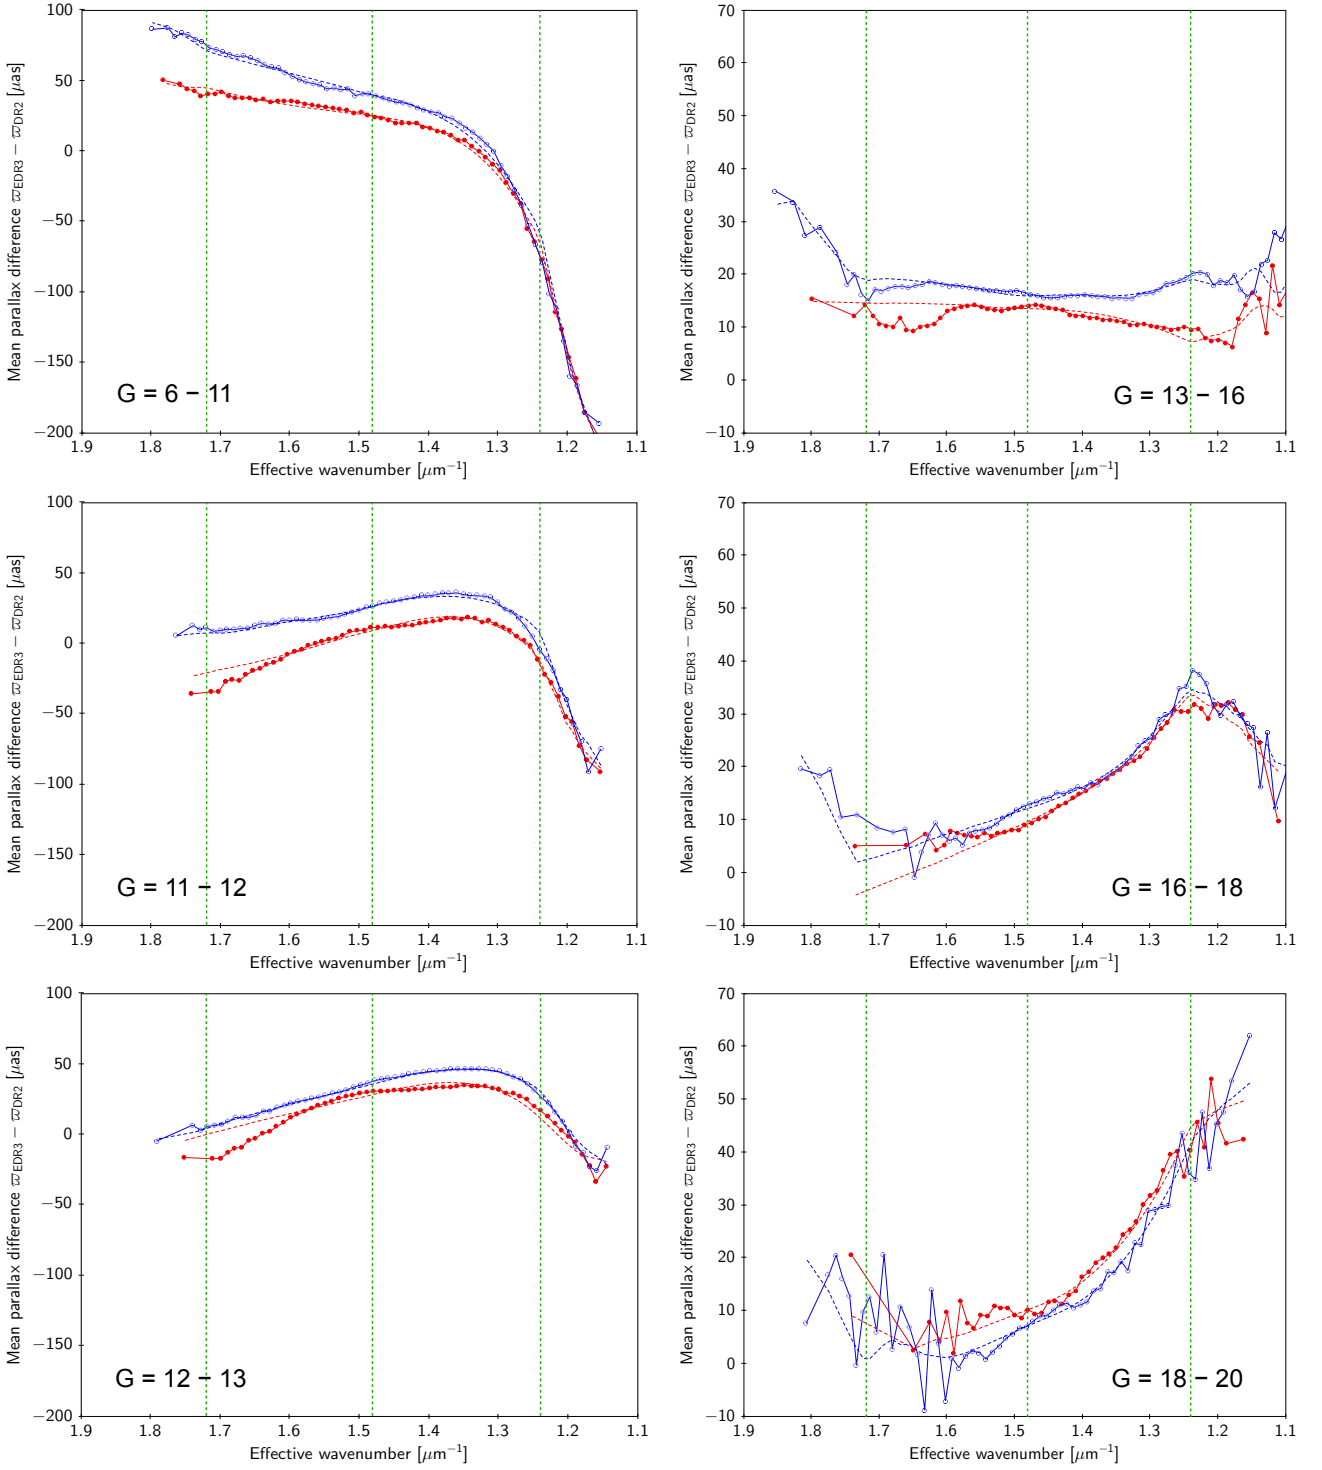 Mean parallax difference ϖEDR3 − ϖDR2 [μas]
100
50
0
−50
−100
−150
−200
G = 6 − 11
1.9 1.8 1.7 1.6 1.5 1.4 1.3 1.2 1.1
Effective wavenumber [μm−1]
Mean parallax difference ϖEDR3 − ϖDR2 [μas]
70
60
50
40
30
20
10
0
−10
G = 13 − 16
1.9 1.8 1.7 1.6 1.5 1.4 1.3 1.2 1.1
Effective wavenumber [μm−1]
Mean parallax difference ϖEDR3 − ϖDR2 [μas]
100
50
0
−50
−100
−150
−200
G = 11 − 12
1.9 1.8 1.7 1.6 1.5 1.4 1.3 1.2 1.1
Effective wavenumber [μm−1]
Mean parallax difference ϖEDR3 − ϖDR2 [μas]
70
60
50
40
30
20
10
0
−10
G = 16 − 18
1.9 1.8 1.7 1.6 1.5 1.4 1.3 1.2 1.1
Effective wavenumber [μm−1]
Mean parallax difference ϖEDR3 − ϖDR2 [μas]
100
50
0
−50
−100
−150
−200
G = 12 − 13
1.9 1.8 1.7 1.6 1.5 1.4 1.3 1.2 1.1
Effective wavenumber [μm−1]
Mean parallax difference ϖEDR3 − ϖDR2 [μas]
70
60
50
40
30
20
10
0
−10
G = 18 − 20
1.9 1.8 1.7 1.6 1.5 1.4 1.3 1.2 1.1
Effective wavenumber [μm−1]